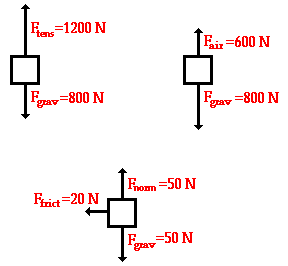 Ftens=1200 N
Fair=600 N
Fgrav=800 N
Fgrav=800 N
Fnorm=50 N
Ffrict=20 N
Fgrav=50 N